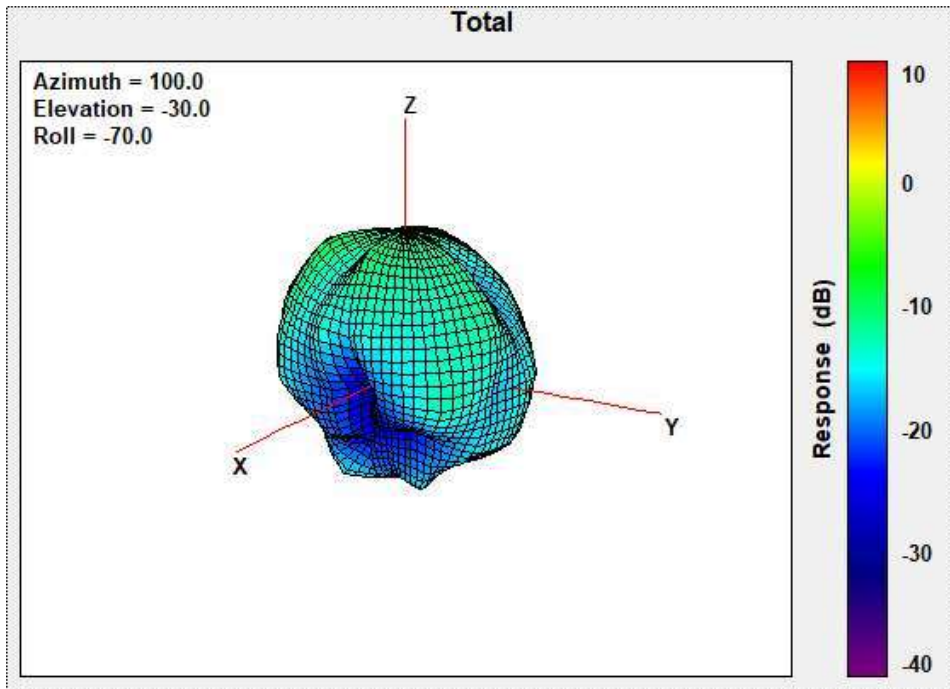 Total
Azimuth = 100.0
Elevation = -30.0
Roll = -70.0
Z
X
Y
10
0
-10
-20
-30
-40
Response (dB)